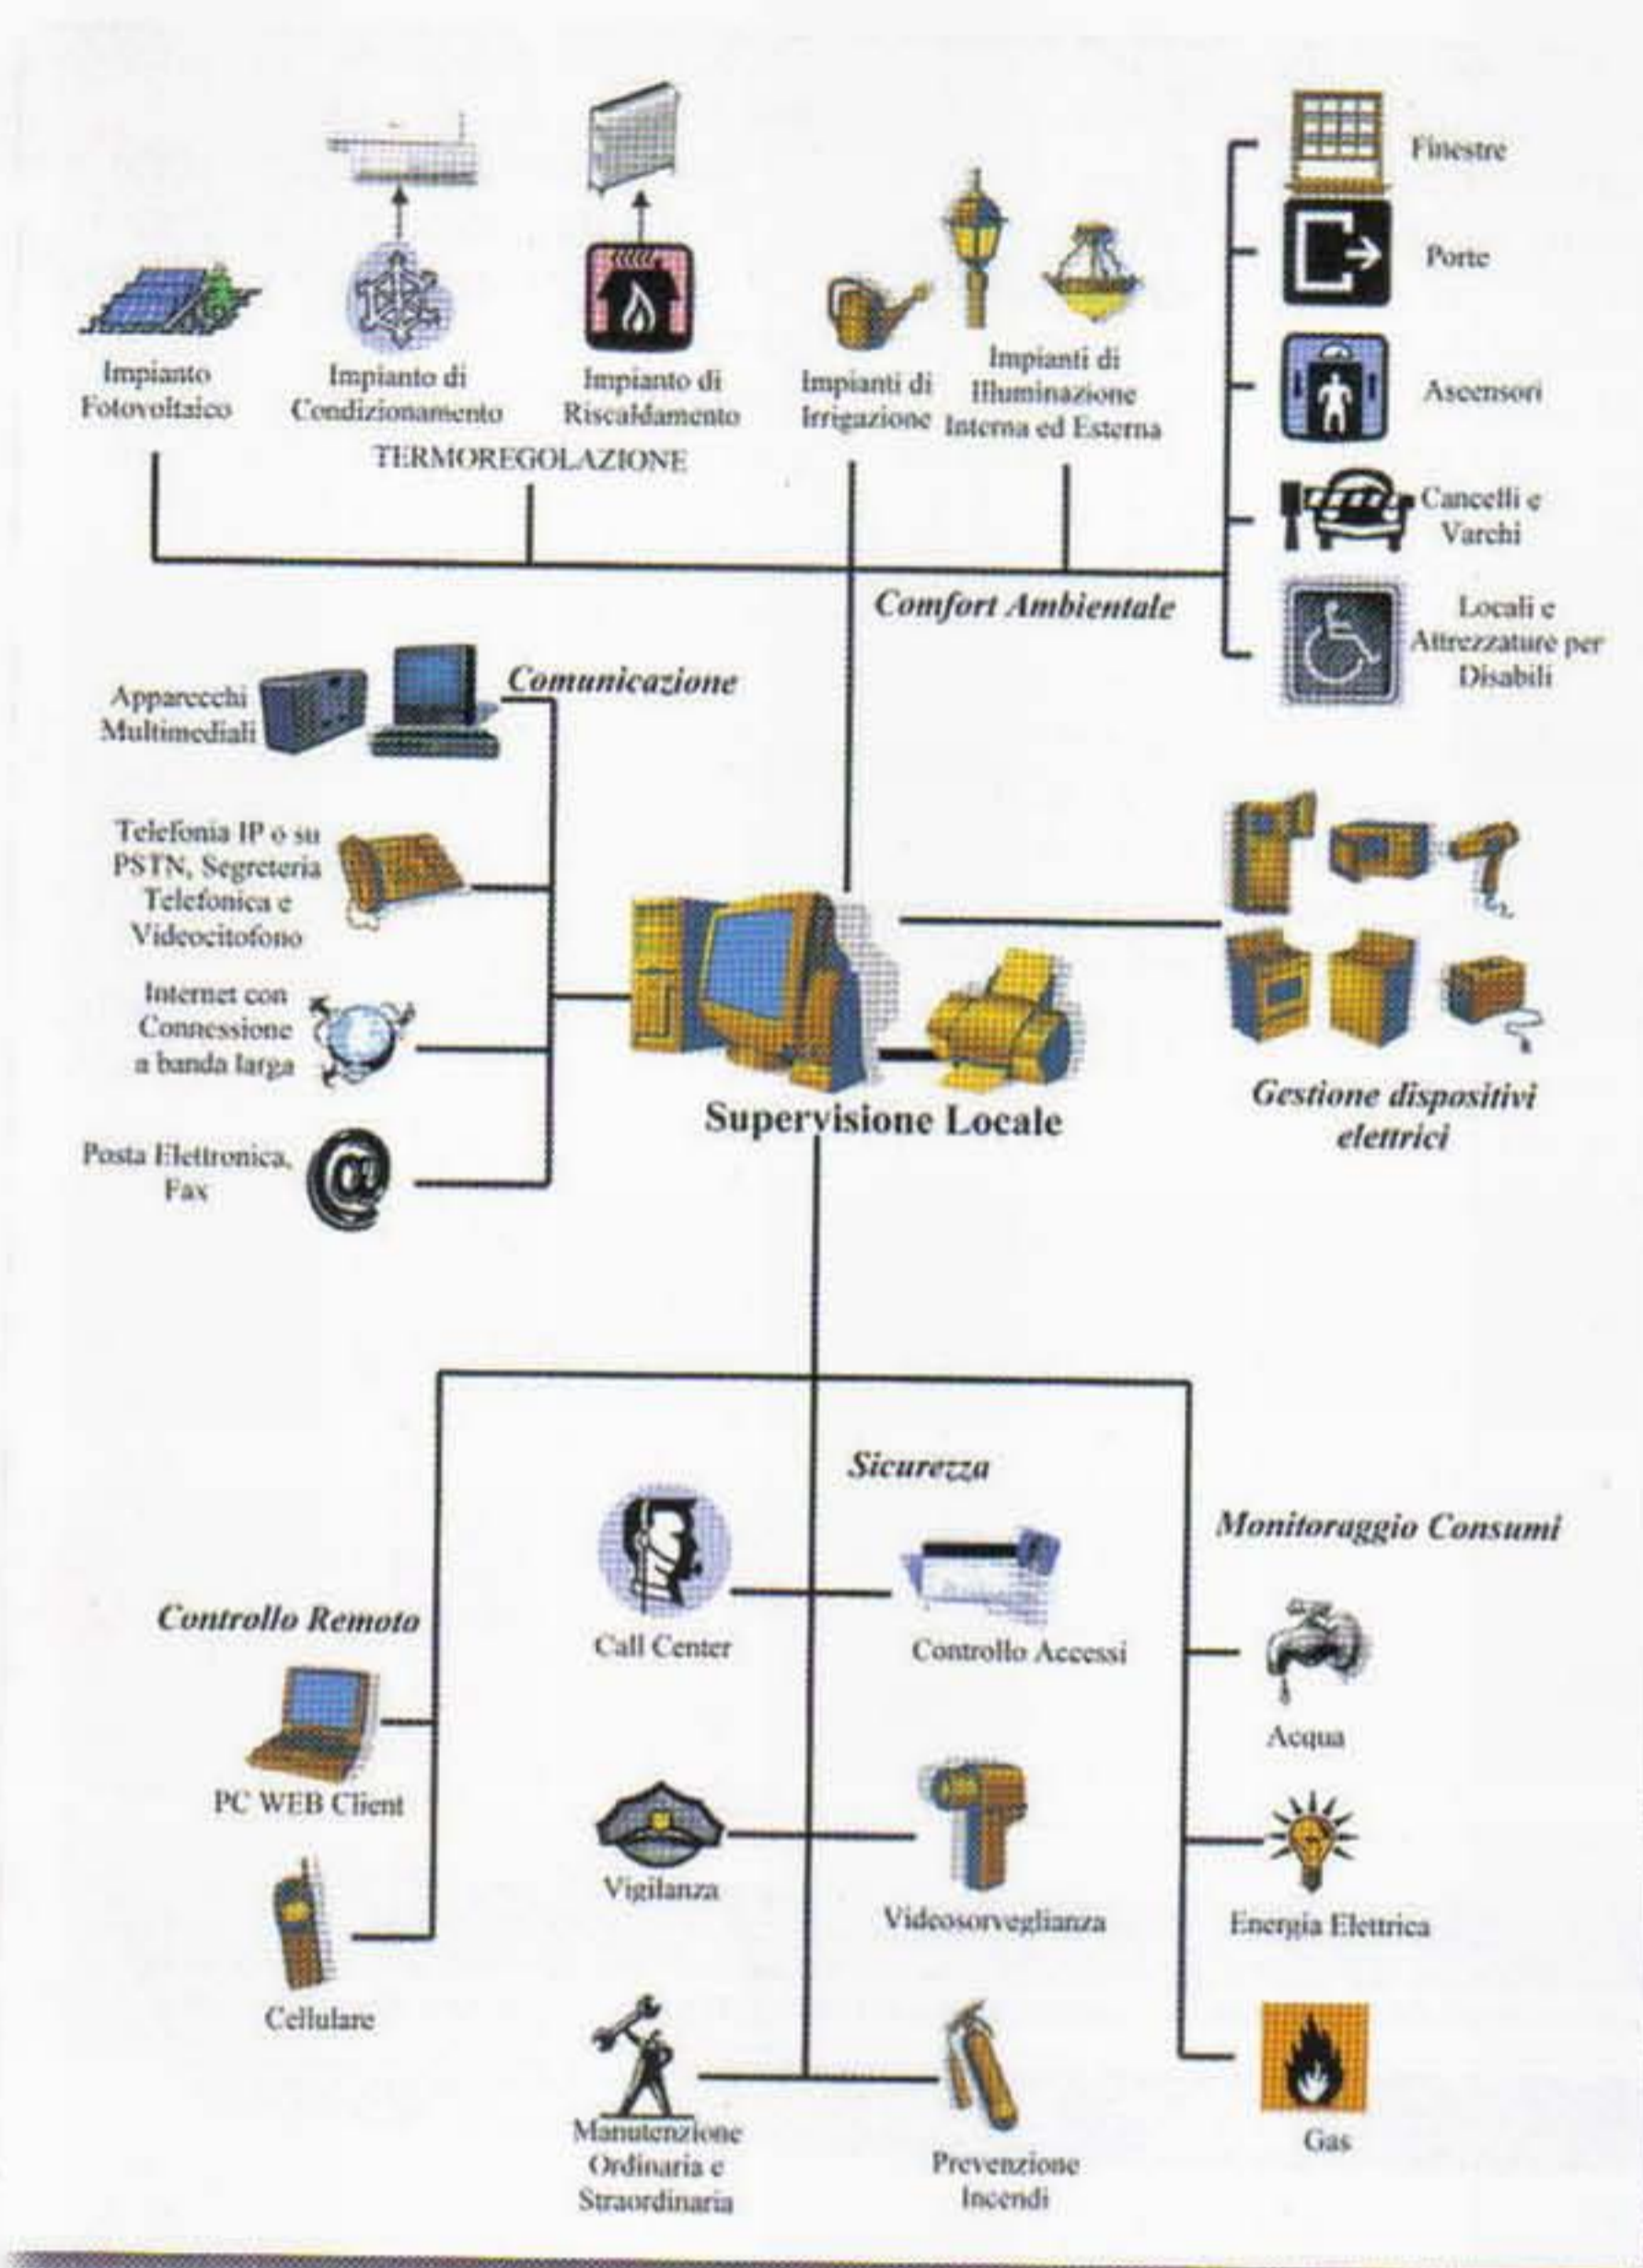 Finestre
Porte
Impianto
Fotovoltaico
Impianto di
Condizionamento
Impianto di
Riscaldamento
TERMOREGOLAZIONE
Impianti di
Irrigazione
Impianti di
Illuminazione
Interna ed Esterna
Ascensori
Cancelli e
Varchi
Locali e
Attrezzature per
Disabili
Comfort Ambientale
Comunicazione
Apparecchi
Multimediali
Telefonia IP o su
PSTN, Segreteria
Telefonica e
Videocitofono
Internet con
Connessione
a banda larga
Posta Elettronica,
Fax
Supervisione Locale
Gestione dispositivi
elettrici
Sicurezza
Call Center
Controllo Accessi
Monitoraggio Consumi
Controllo Remoto
PC WEB Client
Cellulare
Vigilanza
Videosorveglianza
Acqua
Energia Elettrica
Gas
Manutenzione
Ordinaria e
Straordinaria
Prevenzione
Incendi